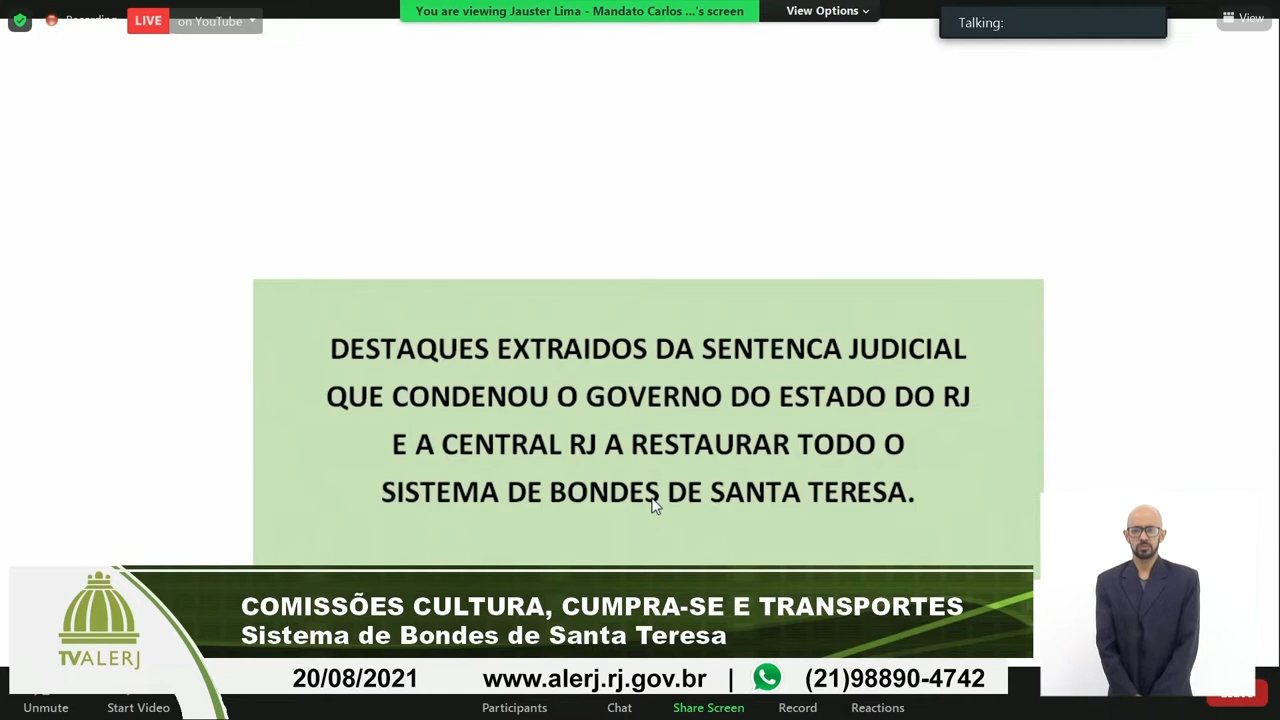 Recording
LIVE
on YouTube
You are viewing Jauster Lima - Mandato Carlos ...'s screen
View Options
Talking:
View
DESTAQUES EXTRAIDOS DA SENTENCA JUDICIAL
QUE CONDENOU O GOVERNO DO ESTADO DO RJ
E A CENTRAL RJ A RESTAURAR TODO O
SISTEMA DE BONDES DE SANTA TERESA.
COMISSÕES CULTURA, CUMPRA-SE E TRANSPORTES
Sistema de Bondes de Santa Teresa
TVALERJ
20/08/2021
www.alerj.rj.gov.br | (21)98890-4742
Unmute
Start Video
Participants
Chat
Share Screen
Record
Reactions